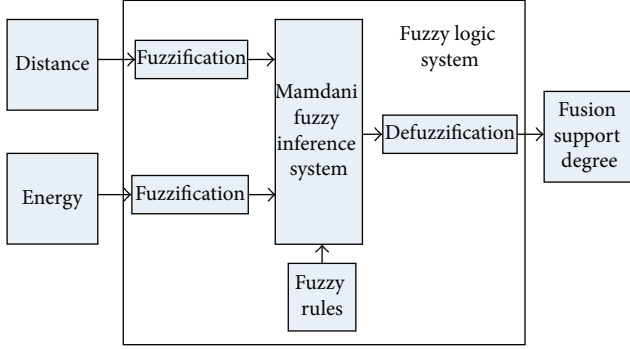 Distance
Fuzzification
Mamdani
fuzzy
inference
system
Fuzzy logic
system
Defuzzification
Fusion
support
degree
Energy
Fuzzification
Fuzzy
rules